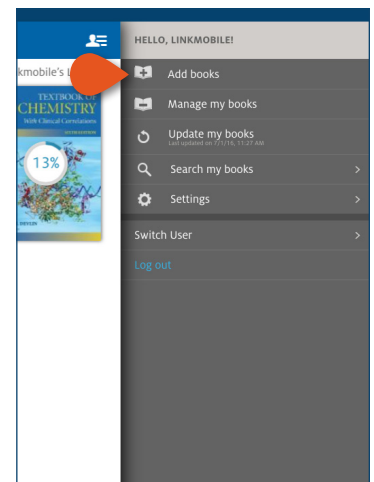 HELLO, LINKMOBILE!
kmobile's L
Add books
TEXTBOOK OF
CHEMISTRY
With Clinical Correlations
13%
Manage my books
Update my books
Last updated on 7/1/16, 11:27 AM
Search my books
Settings
Switch User
Log out